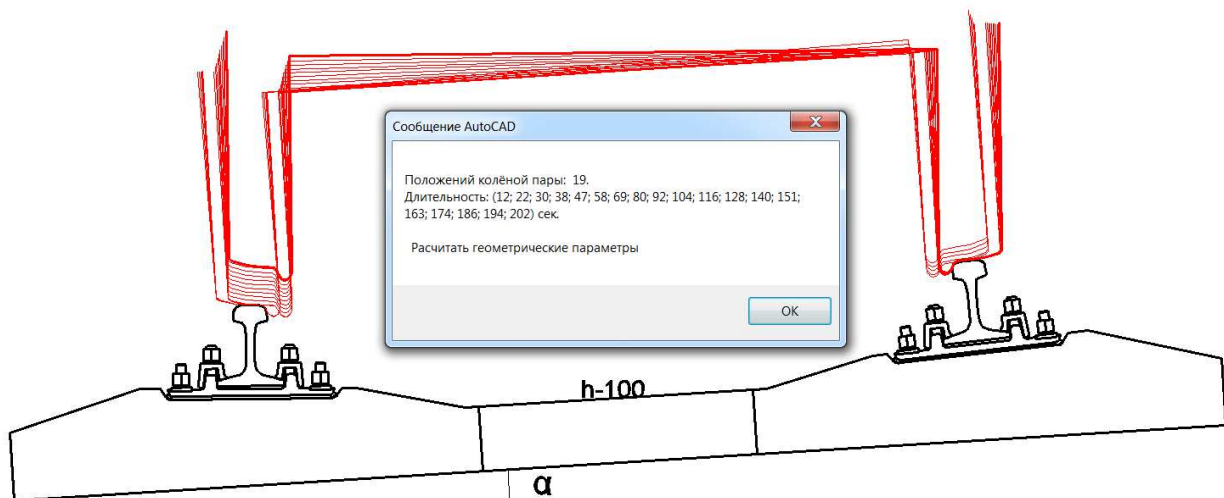 Сообщение AutoCAD
Положений колёной пары: 19.
Длительность: (12; 22; 30; 38; 47; 58; 69; 80; 92; 104; 116; 128; 140; 151;
163; 174; 186; 194; 202) сек.
Расчитать геометрические параметры
OK
h-100
α